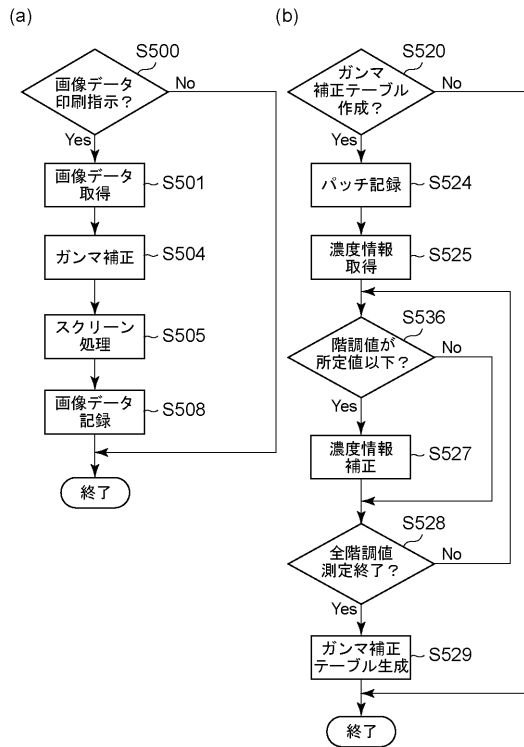 (a)
S500
画像データ
印刷指示？
No
Yes
画像データ
取得
S501
ガンマ補正
S504
スクリーン
処理
S505
画像データ
記録
S508
終了
(b)
S520
ガンマ
補正テーブル
作成？
No
Yes
パッチ記録
S524
濃度情報
取得
S525
S536
階調値が
所定値以下？
No
Yes
濃度情報
補正
S527
S528
全階調値
測定終了？
No
Yes
ガンマ補正
テーブル生成
S529
終了